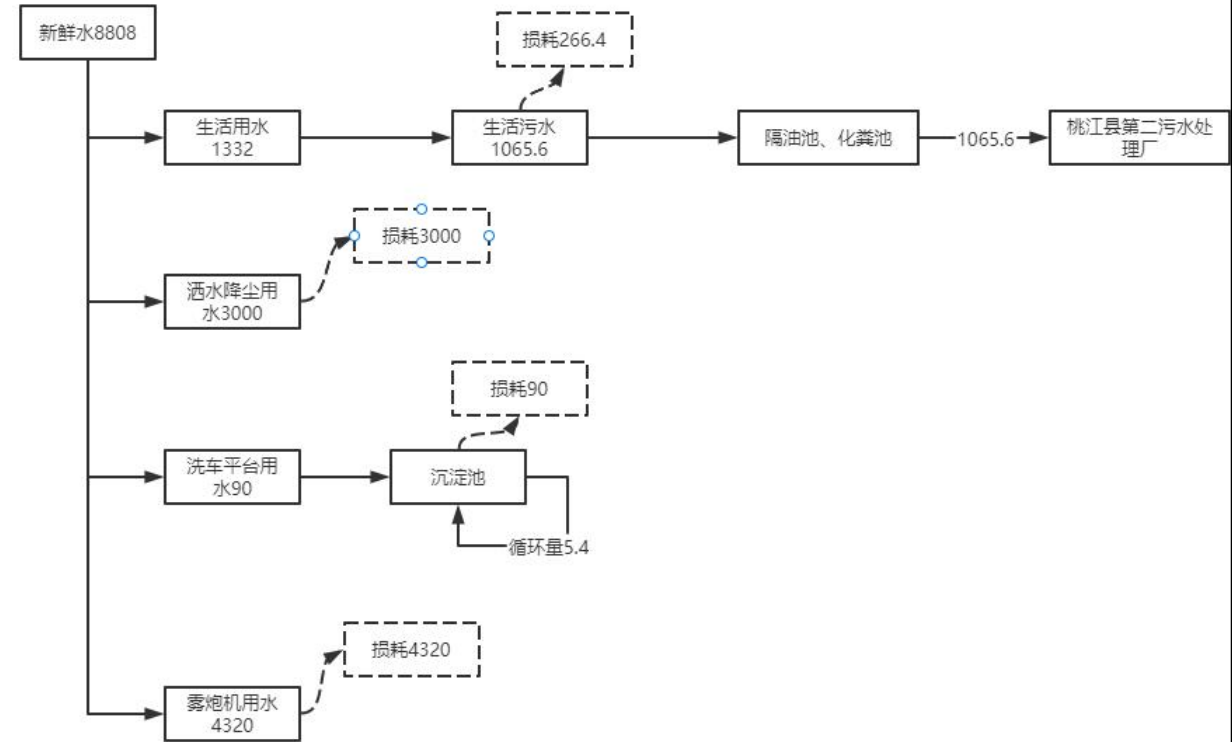 新鲜水8808
损耗266.4
生活用水
1332
生活污水
1065.6
隔油池、化粪池
1065.6
桃江县第二污水处
理厂
损耗3000
洒水降尘用
水3000
损耗90
洗车平台用
水90
沉淀池
循环量5.4
损耗4320
雾炮机用水
4320